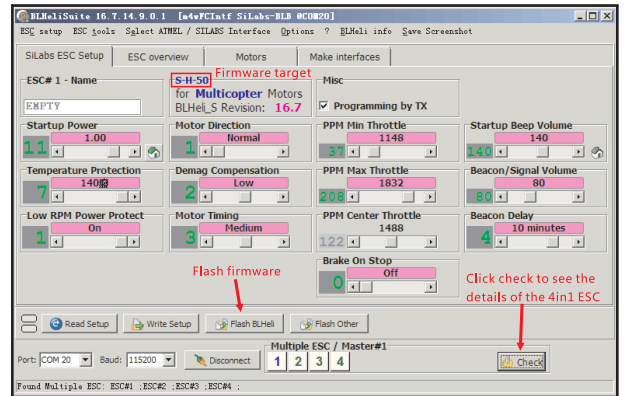 BLHeliSuite 16.7.14.9.0.1 [m4wFCIntf SiLabs-BLB @COM20]
ESC setup ESC tools Select ATMEL / SILABS Interface Options ? BLHeli info Save Screenshot
SiLabs ESC Setup ESC overview Motors Make interfaces
ESC# 1 - Name
EMPTY
S-H-50 Firmware target
for Multicopter Motors
BLHeli_S Revision: 16.7
Misc
Programming by TX
Startup Power
1.00
11
Motor Direction
Normal
1
PPM Min Throttle
1148
37
Startup Beep Volume
140
140
Temperature Protection
140
7
Demag Compensation
Low
2
PPM Max Throttle
1832
208
Beacon/Signal Volume
80
80
Low RPM Power Protect
On
1
Motor Timing
Medium
3
PPM Center Throttle
1488
122
Beacon Delay
10 minutes
4
Brake On Stop
Off
0
Flash firmware
Click check to see the
details of the 4in1 ESC
Read Setup Write Setup Flash BLHeli Flash Other
Port: COM 20 Baud: 115200 Disconnect
Multiple ESC / Master#1
1 2 3 4
Check
Found Multiple ESC: ESC#1 ;ESC#2 ;ESC#3 ;ESC#4 ;